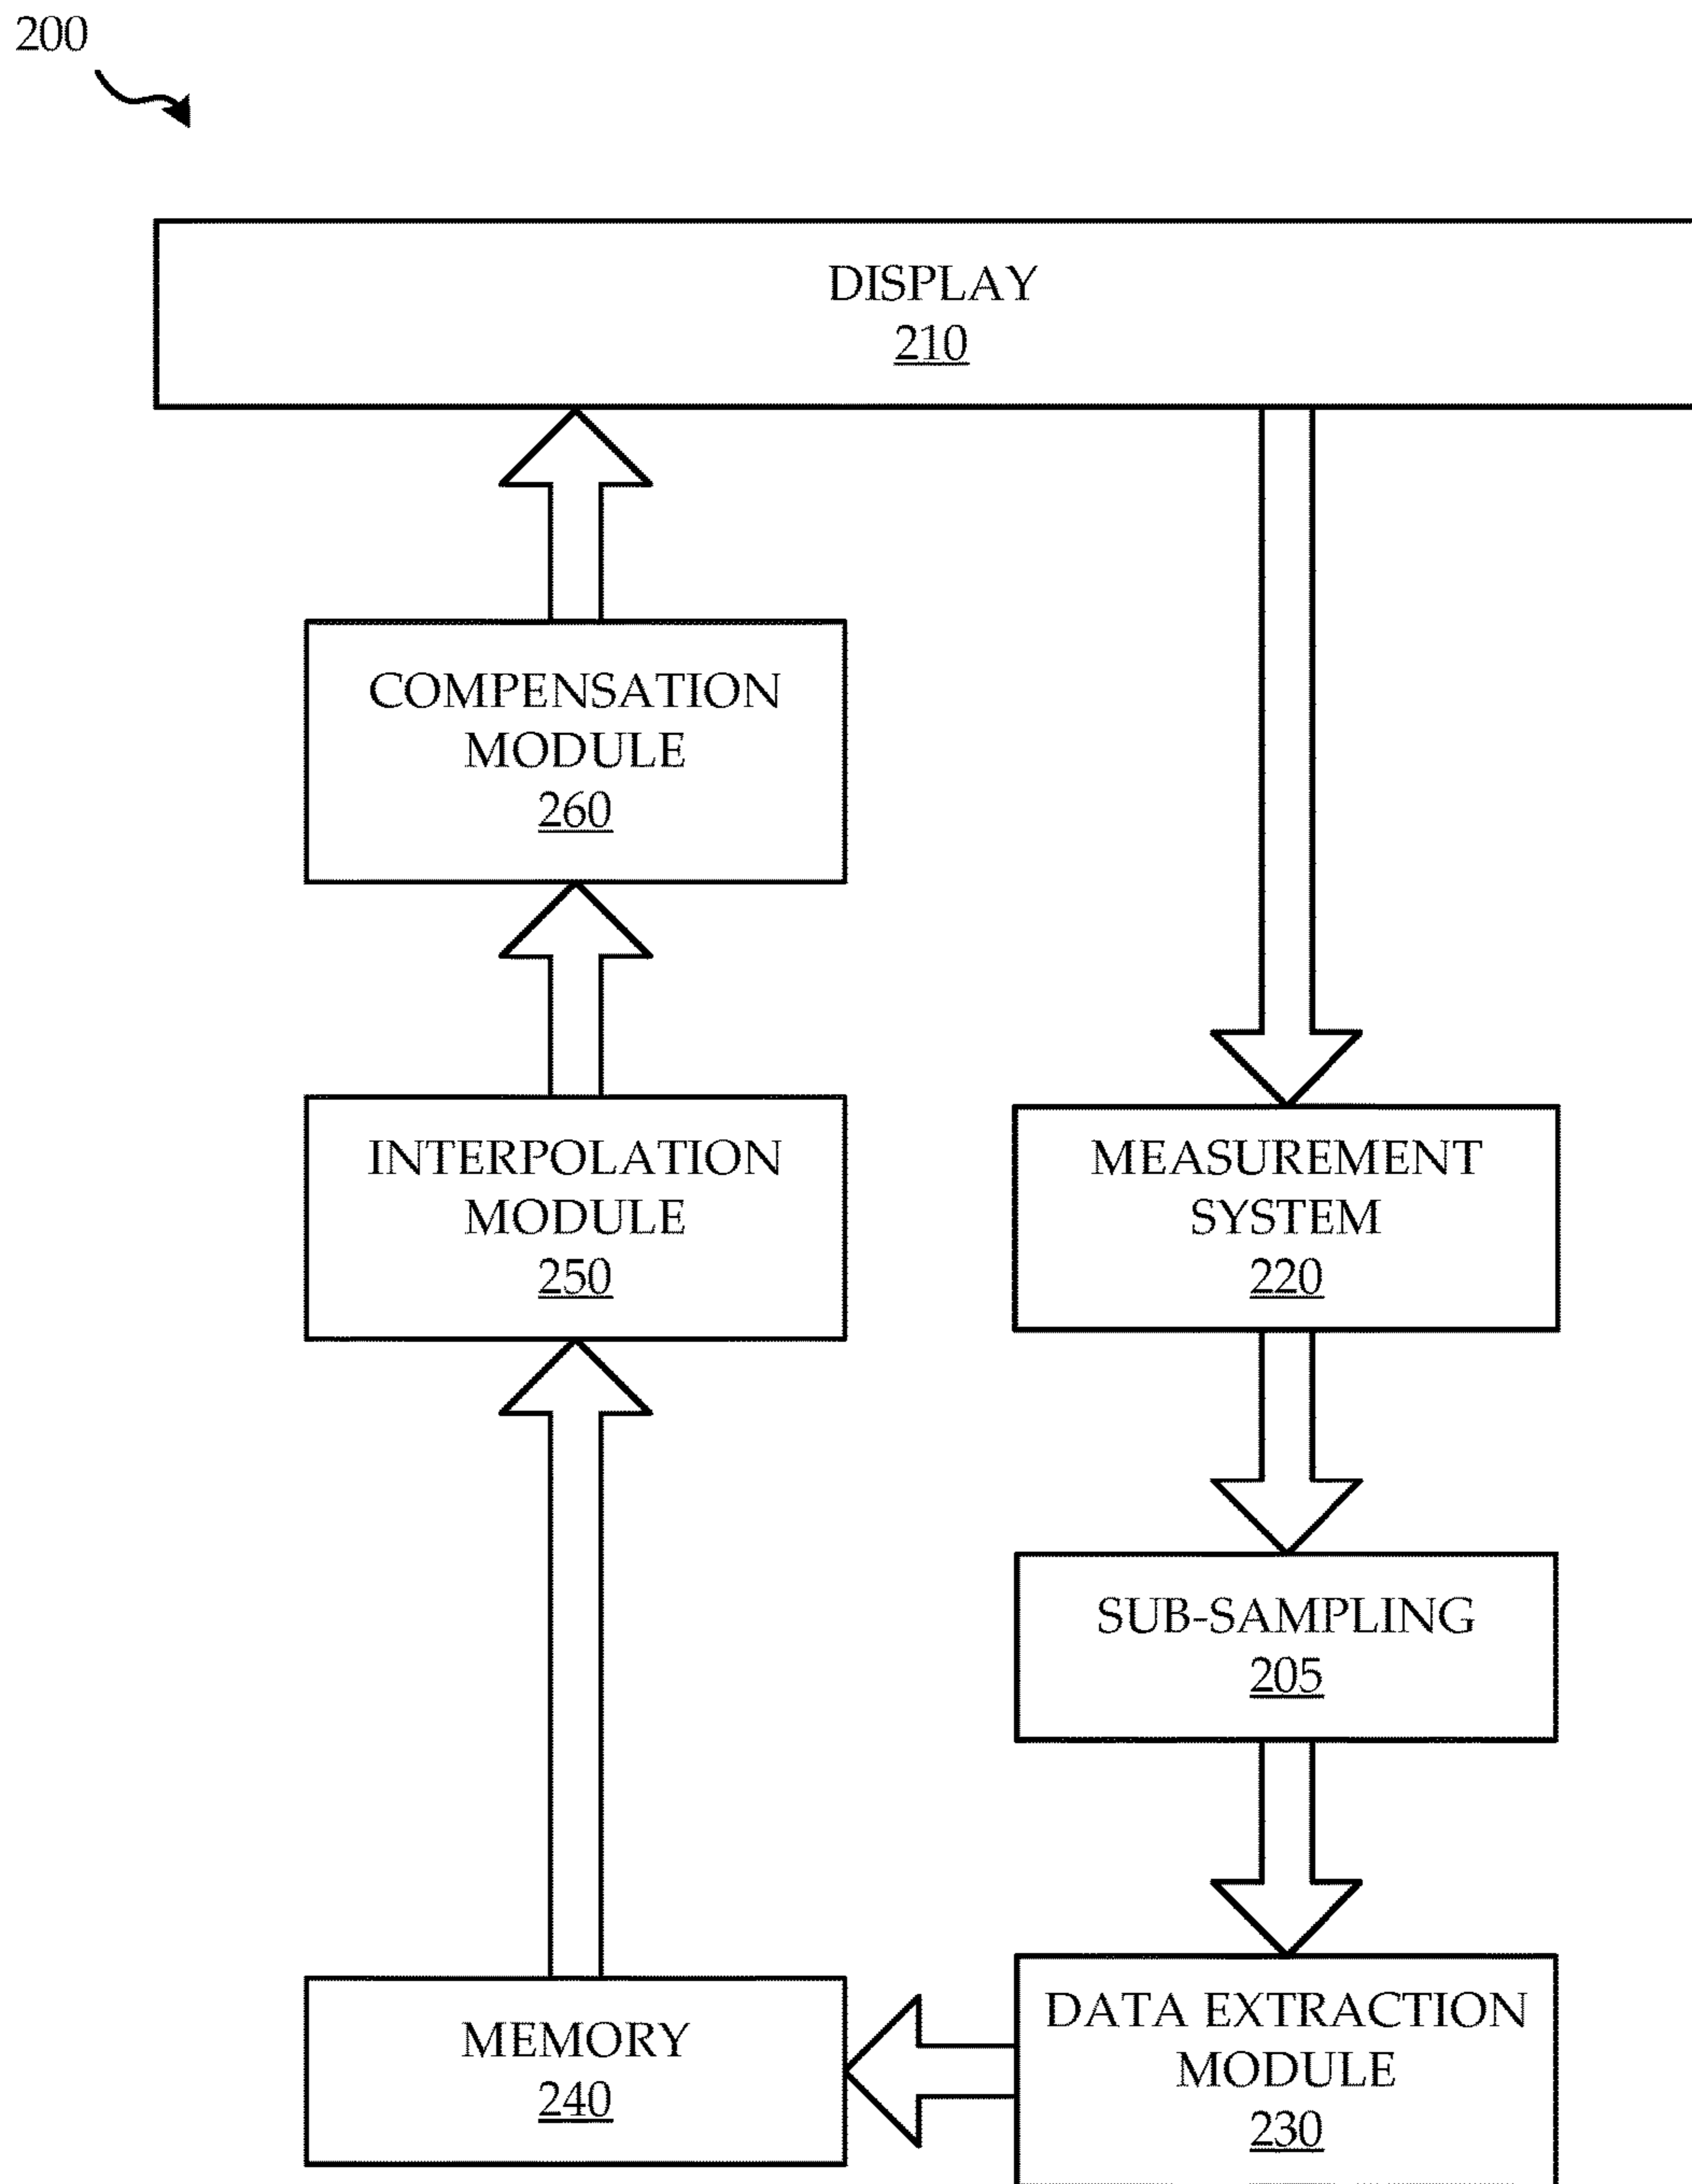 200
DISPLAY
210
COMPENSATION
MODULE
260
INTERPOLATION
MODULE
250
MEASUREMENT
SYSTEM
220
SUB-SAMPLING
205
MEMORY
240
DATA EXTRACTION
MODULE
230